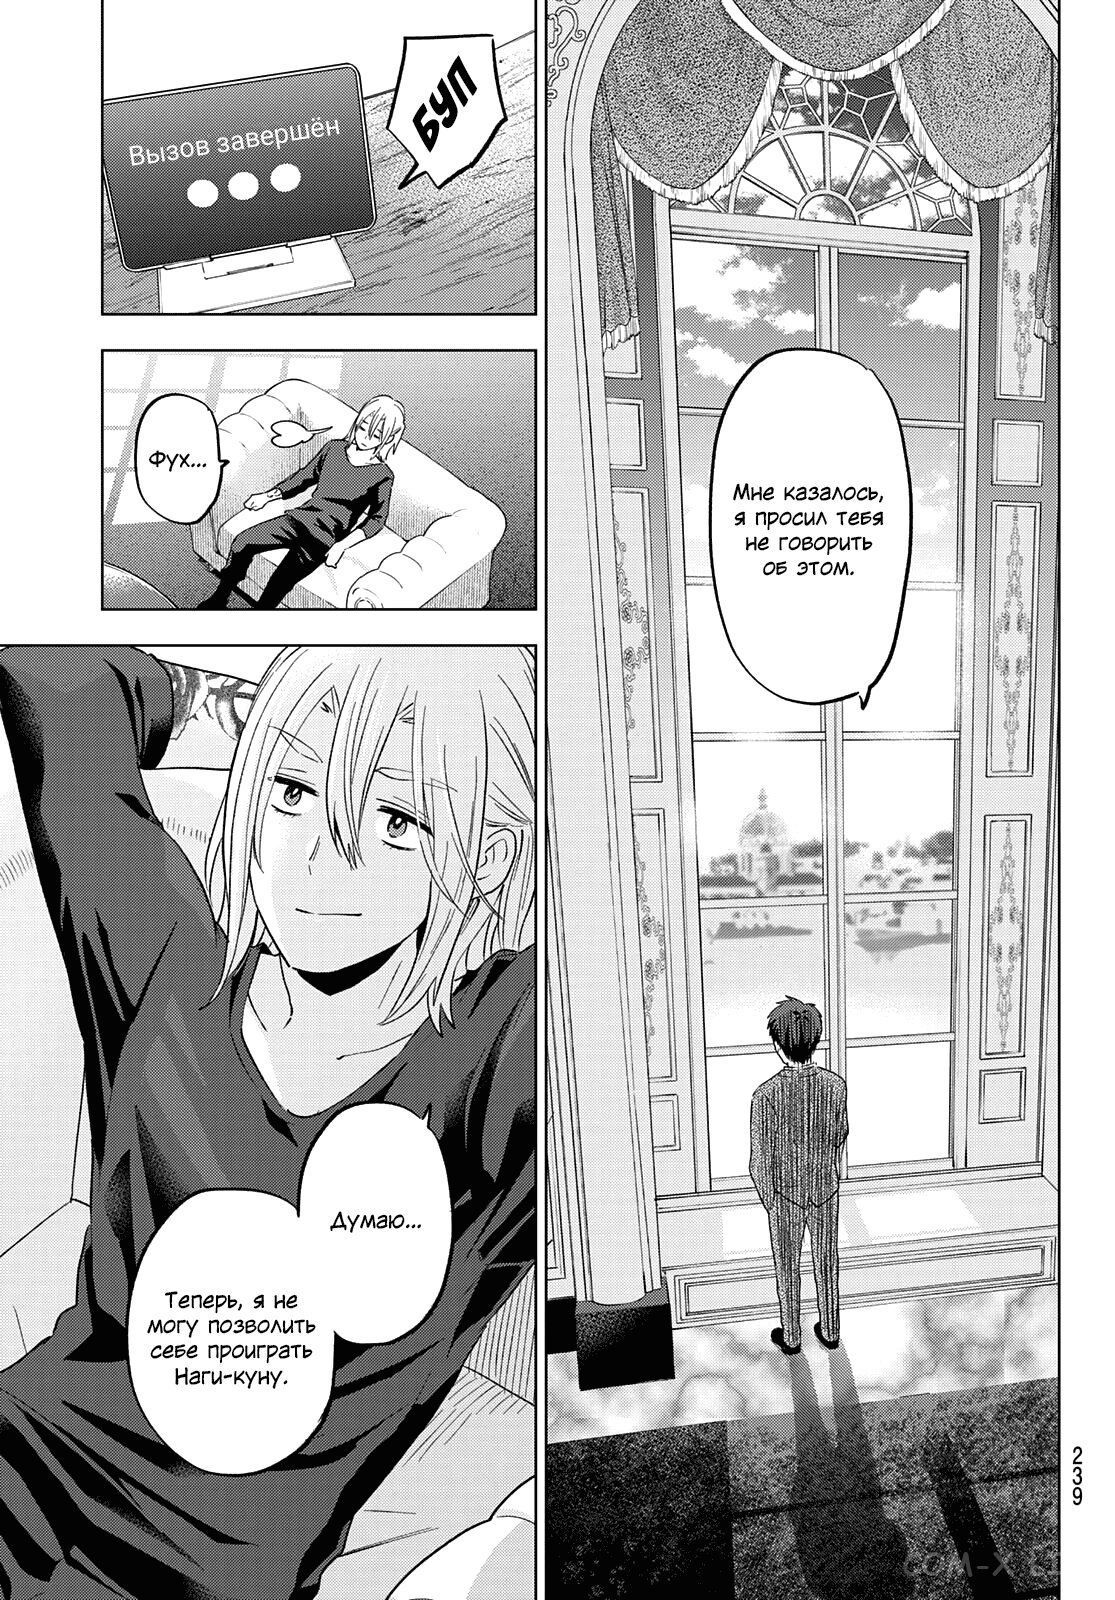 Мне казалось,
я просил тебя
не говорить
об этом.
БУП
Вызов завершён
Фух...
Думаю...
Теперь, я не
могу позволить
себе проиграть
Наги-куну.
239